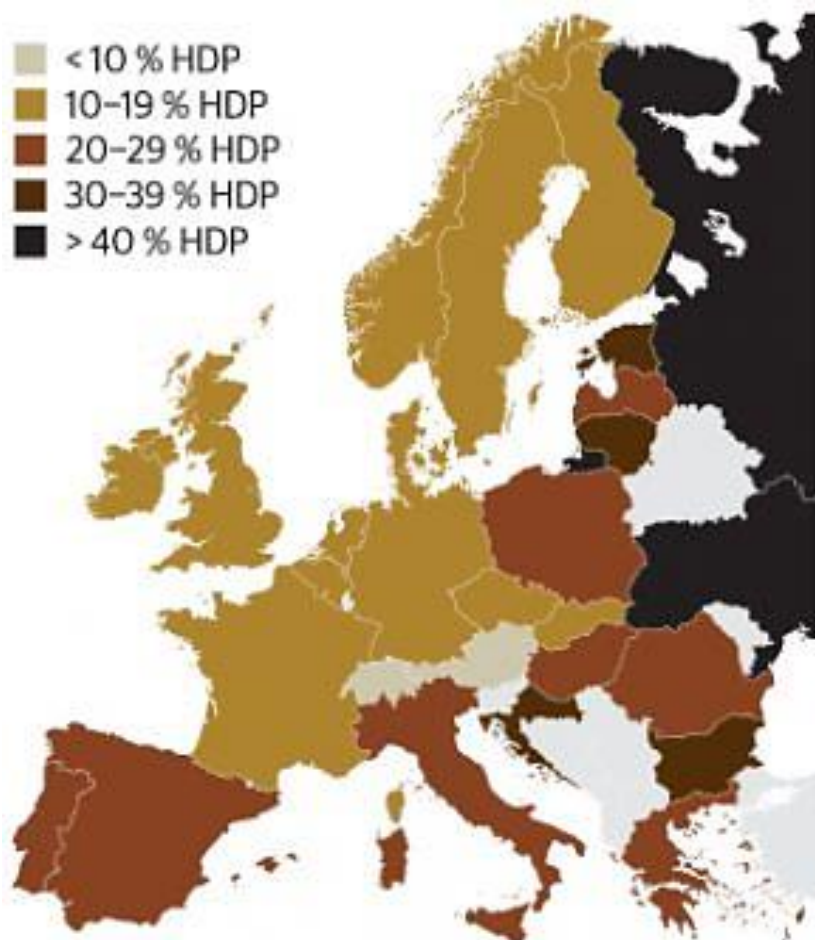 < 10 % HDP
10–19 % HDP
20–29 % HDP
30–39 % HDP
> 40 % HDP